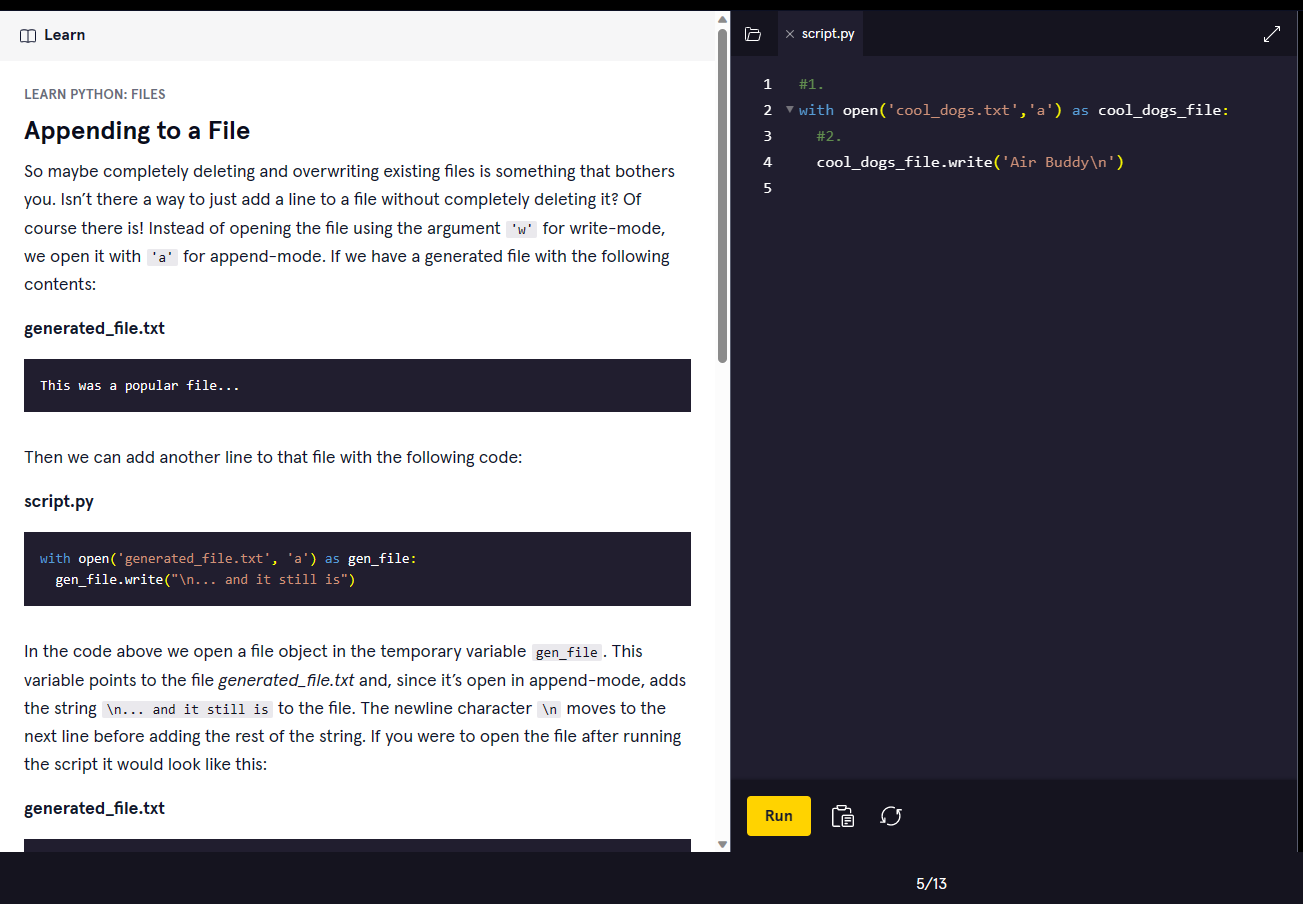 Learn
LEARN PYTHON: FILES
Appending to a File
So maybe completely deleting and overwriting existing files is something that bothers
you. Isn’t there a way to just add a line to a file without completely deleting it? Of
course there is! Instead of opening the file using the argument 'w' for write-mode,
we open it with 'a' for append-mode. If we have a generated file with the following
contents:
generated_file.txt
This was a popular file...
Then we can add another line to that file with the following code:
script.py
with open('generated_file.txt', 'a') as gen_file:
  gen_file.write("\n... and it still is")
In the code above we open a file object in the temporary variable gen_file. This
variable points to the file generated_file.txt and, since it’s open in append-mode, adds
the string \n... and it still is to the file. The newline character \n moves to the
next line before adding the rest of the string. If you were to open the file after running
the script it would look like this:
generated_file.txt
script.py
1 #1.
2 with open('cool_dogs.txt','a') as cool_dogs_file:
3   #2.
4   cool_dogs_file.write('Air Buddy\n')
5
Run
5/13